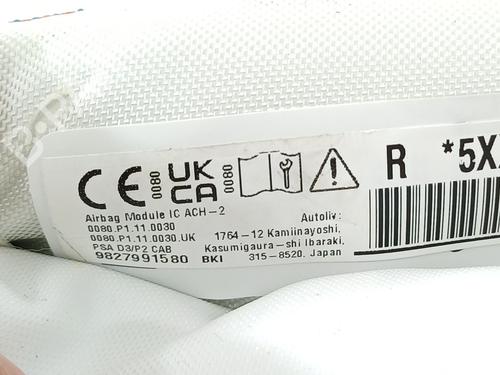 CE 0080 UK CA 0080 R *5X
Airbag Module IC ACH-2
0080.P1.11.0030
0080.P1.11.0030.UK
PSA D3/P2 CAB
9827991580 BKI
Autoliv:
1764-12 Kamiinayoshi,
Kasumigaura-shi Ibaraki,
315-8520, Japan